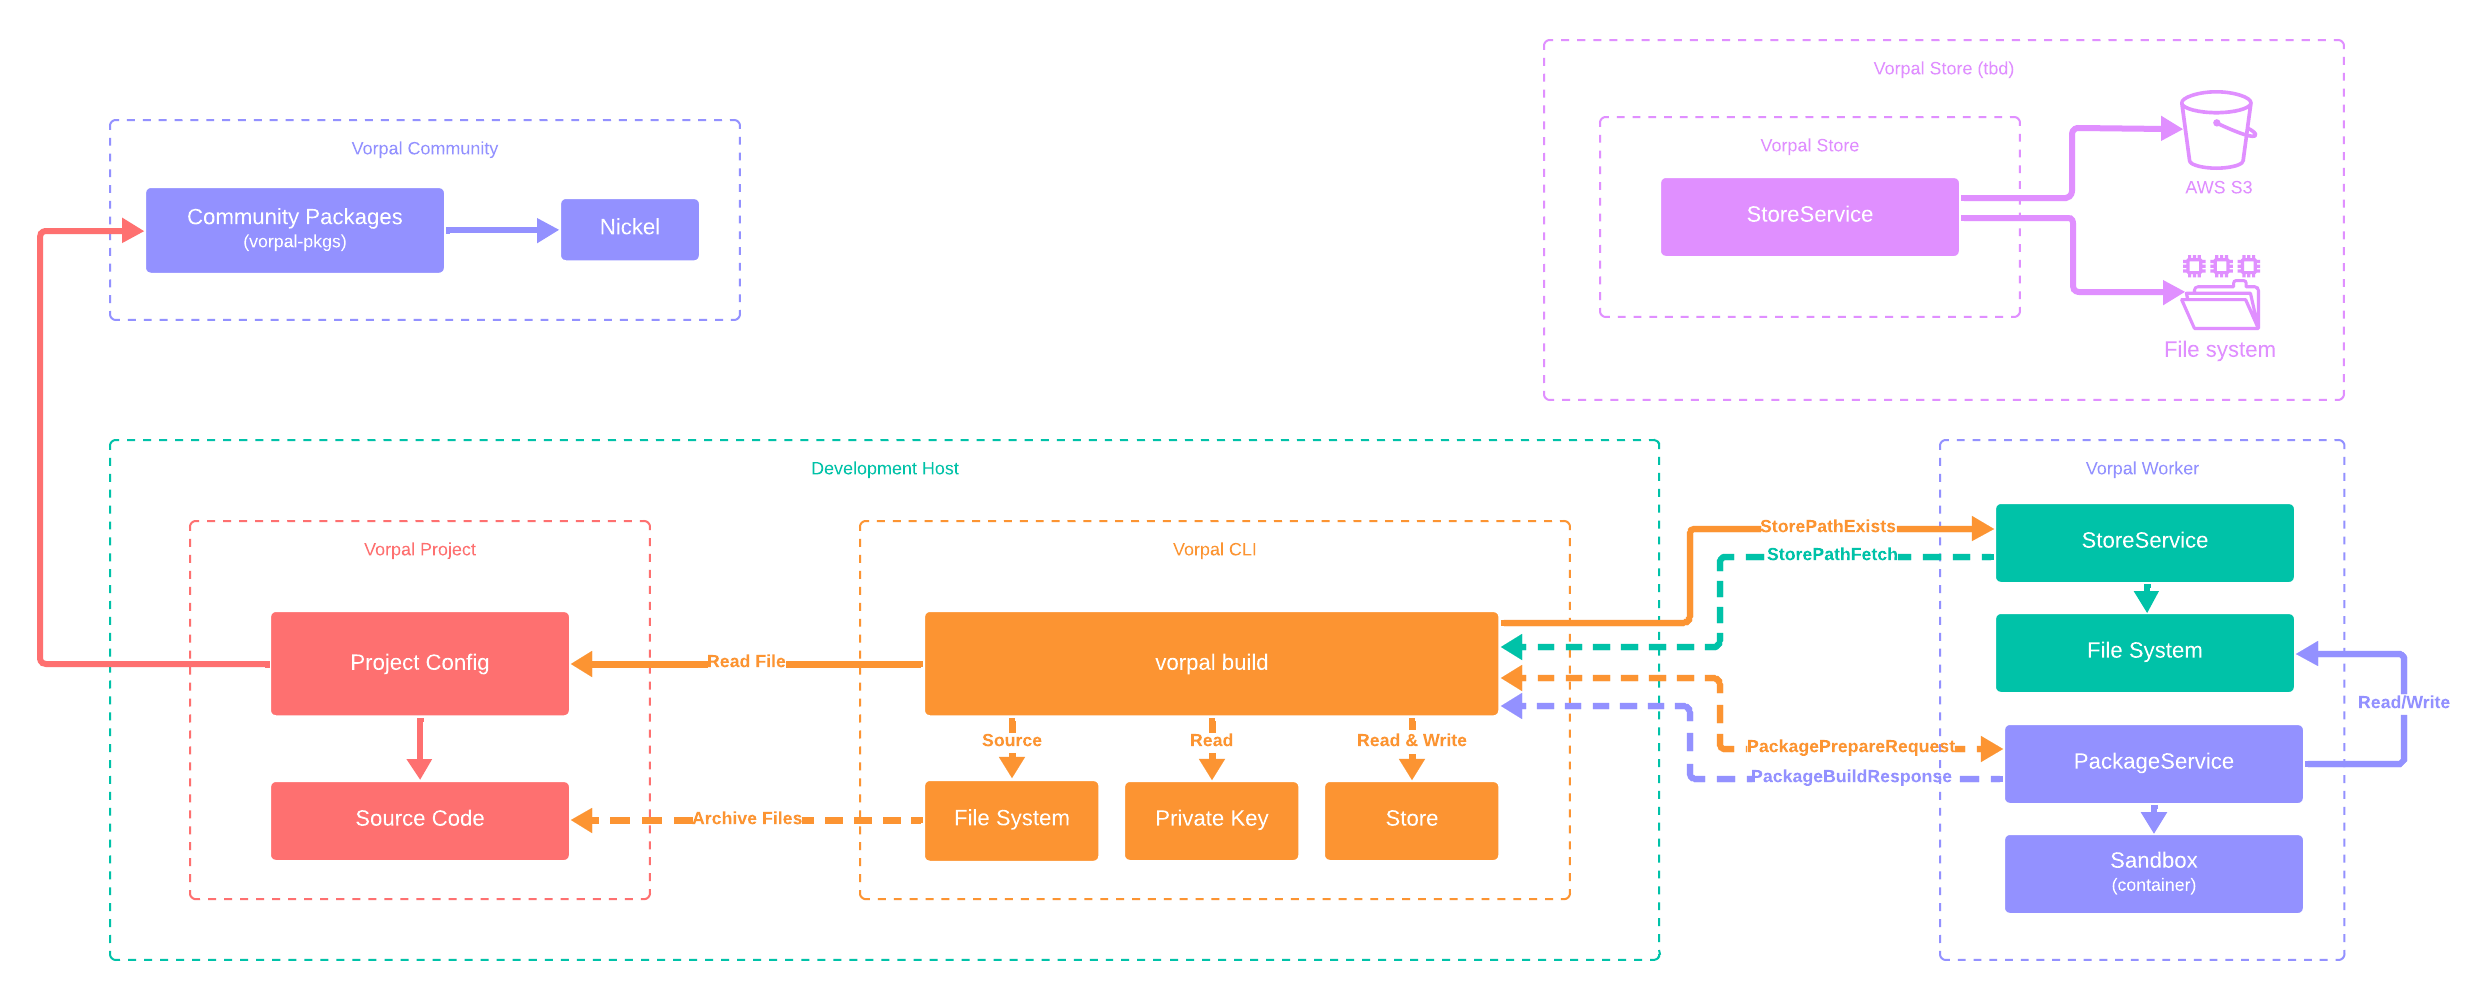 Vorpal Store (tbd)
Vorpal Store
StoreService
AWS S3
File system
Vorpal Community
Community Packages
(vorpal-pkgs)
Nickel
Development Host
Vorpal Project
Project Config
Source Code
Read File
Archive Files
Vorpal CLI
vorpal build
Source
Read
Read & Write
File System
Private Key
Store
StorePathExists
StorePathFetch
PackagePrepareRequest
PackageBuildResponse
Vorpal Worker
StoreService
File System
Read/Write
PackageService
Sandbox
(container)